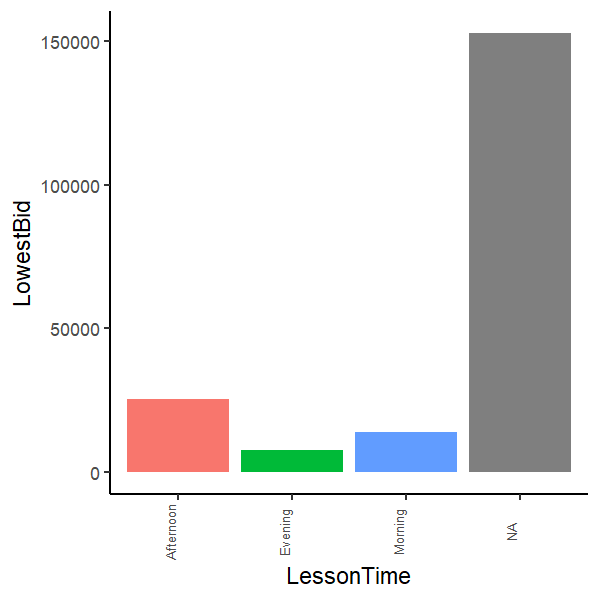 LowestBid
150000
100000
50000
0
Afternoon
Evening
Morning
NA
LessonTime